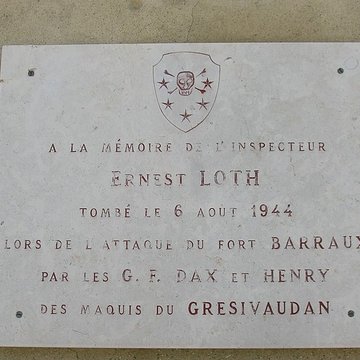 A LA MÉMOIRE DE L'INSPECTEUR
ERNEST LOTH
TOMBÉ LE 6 AOUT 1944
LORS DE L'ATTAQUE DU FORT BARRAUX
PAR LES G. F. DAX ET HENRY
DES MAQUIS DU GRESIVAUDAN